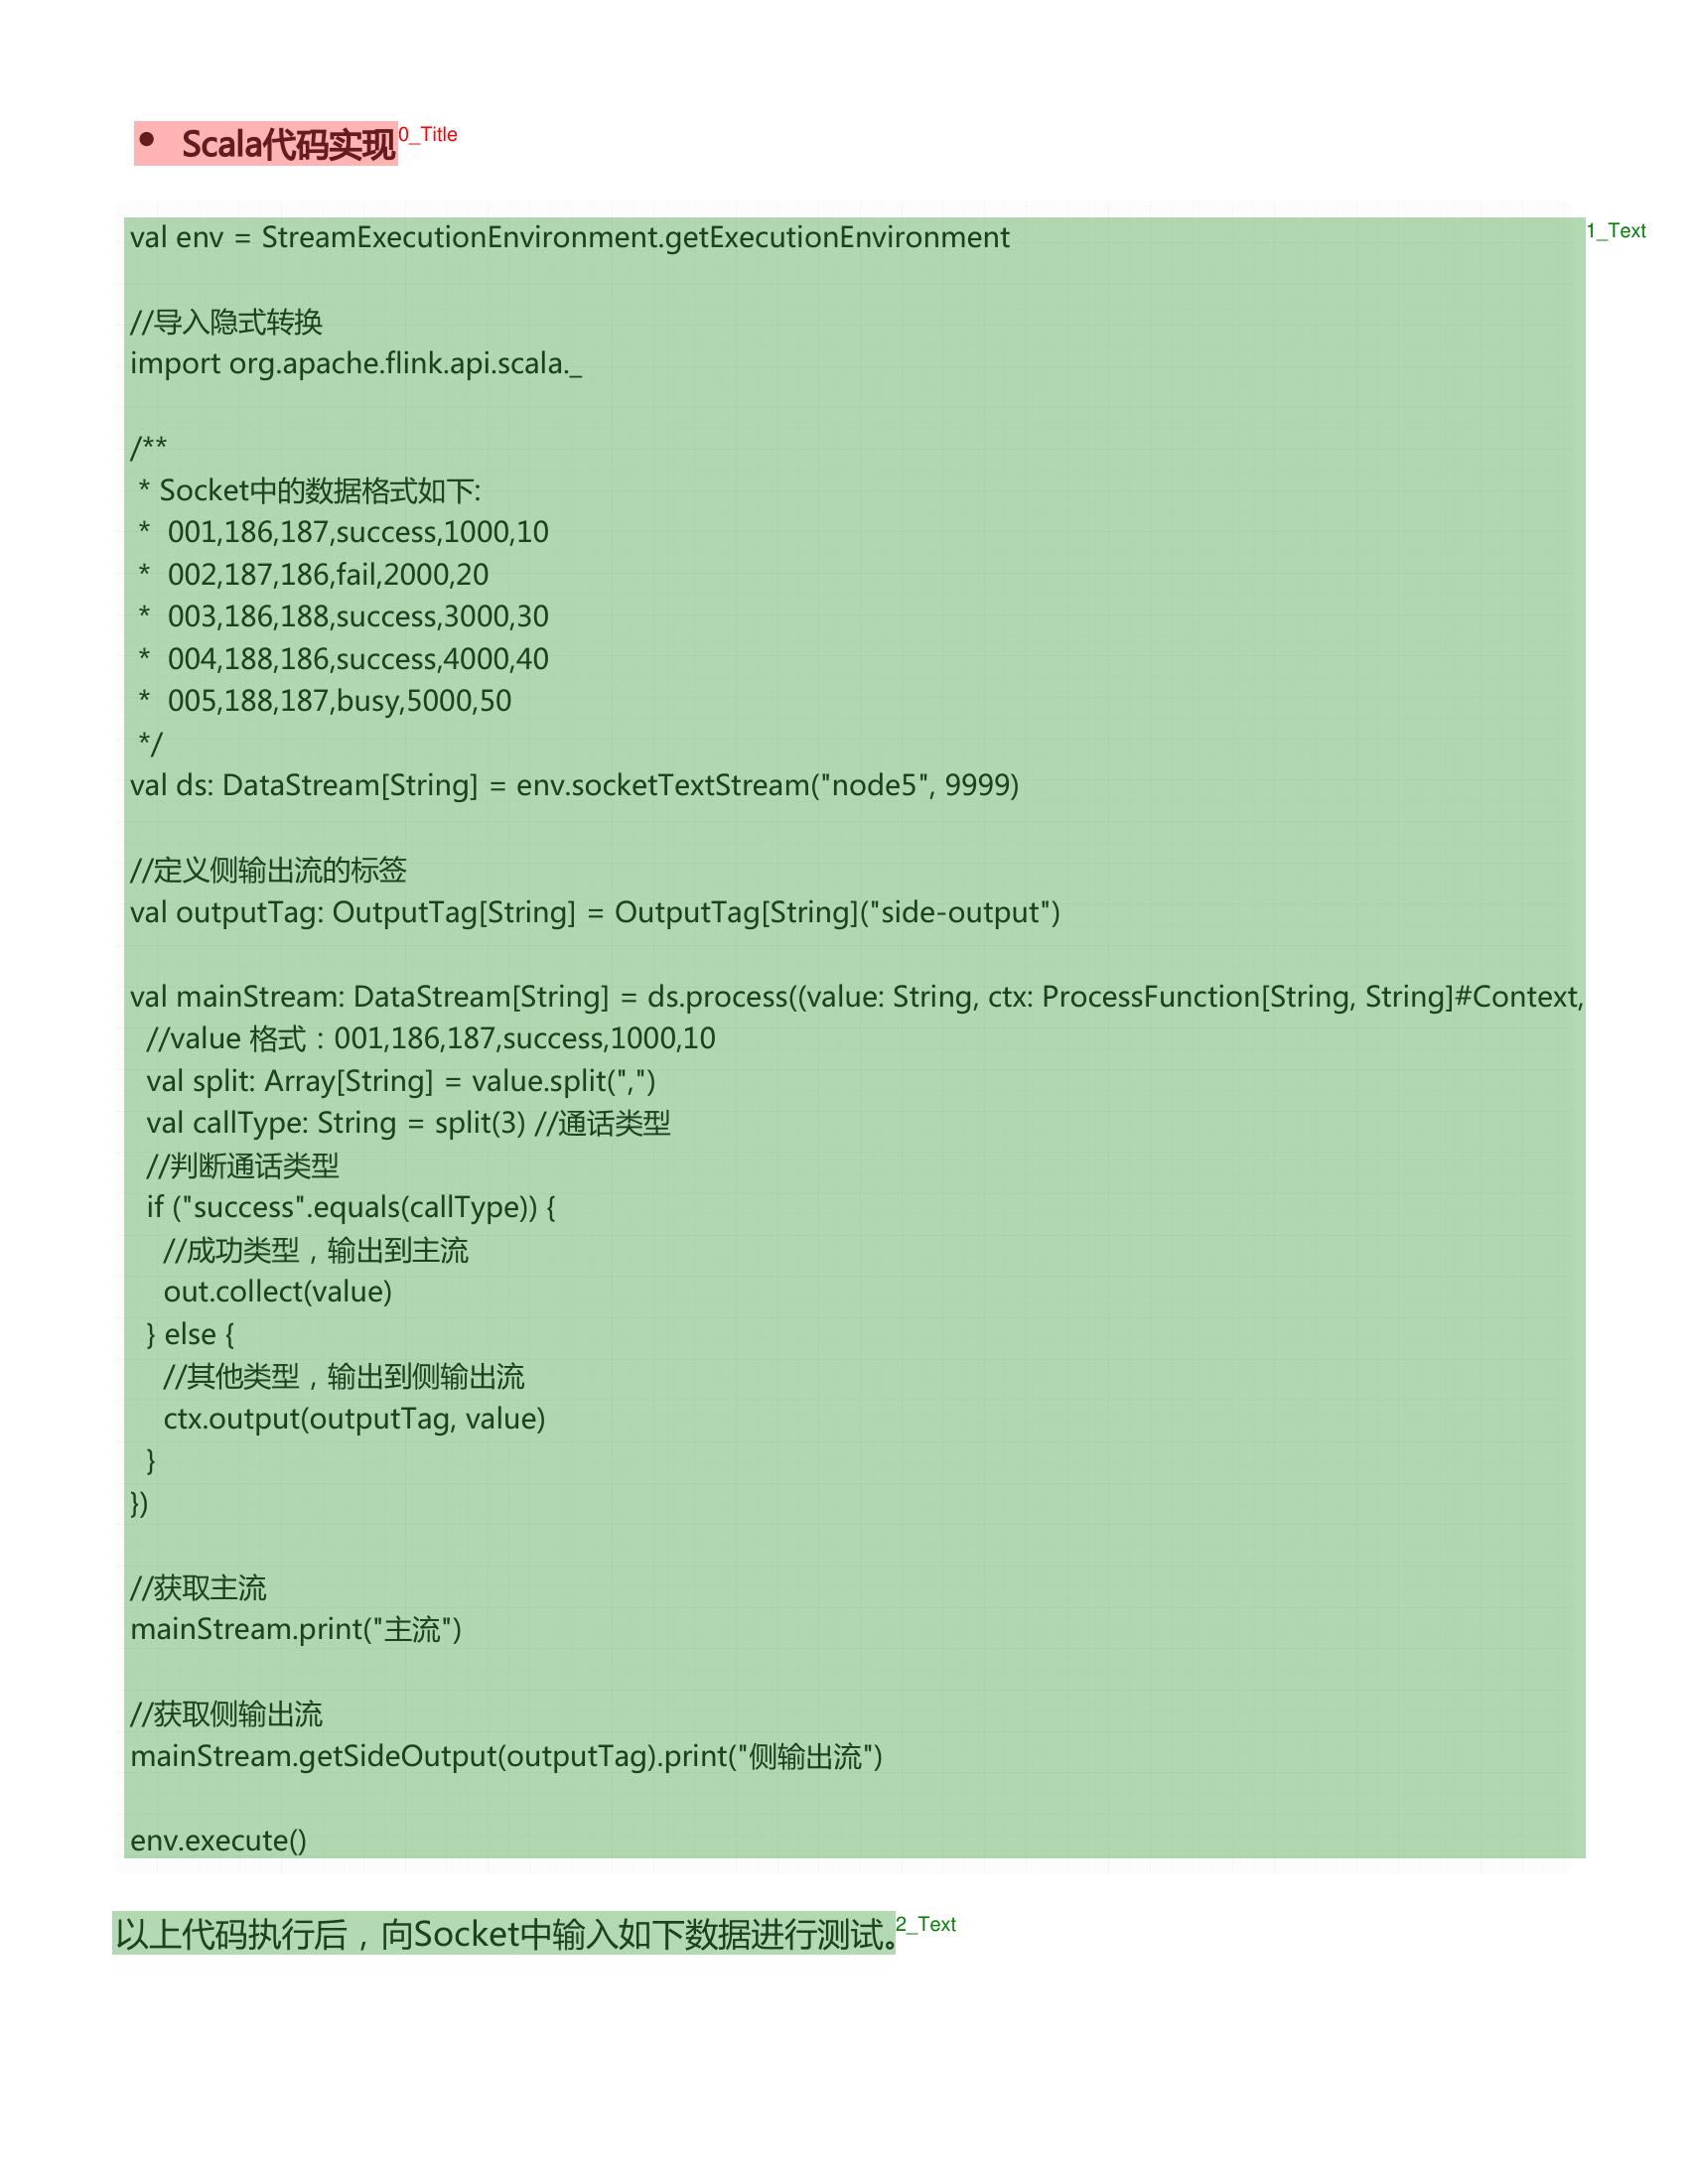 • Scala代码实现
0_Title
1_Text
val env = StreamExecutionEnvironment.getExecutionEnvironment
//导入隐式转换
import org.apache.flink.api.scala._
/**
 * Socket中的数据格式如下:
 *  001,186,187,success,1000,10
 *  002,187,186,fail,2000,20
 *  003,186,188,success,3000,30
 *  004,188,186,success,4000,40
 *  005,188,187,busy,5000,50
 */
val ds: DataStream[String] = env.socketTextStream("node5", 9999)
//定义侧输出流的标签
val outputTag: OutputTag[String] = OutputTag[String]("side-output")
val mainStream: DataStream[String] = ds.process((value: String, ctx: ProcessFunction[String, String]#Context,
  //value 格式：001,186,187,success,1000,10
  val split: Array[String] = value.split(",")
  val callType: String = split(3) //通话类型
  //判断通话类型
  if ("success".equals(callType)) {
    //成功类型，输出到主流
    out.collect(value)
  } else {
    //其他类型，输出到侧输出流
    ctx.output(outputTag, value)
  }
})
//获取主流
mainStream.print("主流")
//获取侧输出流
mainStream.getSideOutput(outputTag).print("侧输出流")
env.execute()
以上代码执行后，向Socket中输入如下数据进行测试。
2_Text